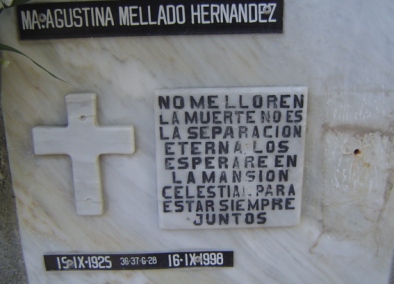 MA. AGUSTINA MELLADO HERNANDEZ
NO ME LLOREN
LA MUERTE NO ES
LA SEPARACION
ETERNA. LOS
ESPERARE EN
LA MANSION
CELESTIAL PARA
ESTAR SIEMPRE
JUNTOS
15-IX-1925 36-37-G-28 16-IX-1998